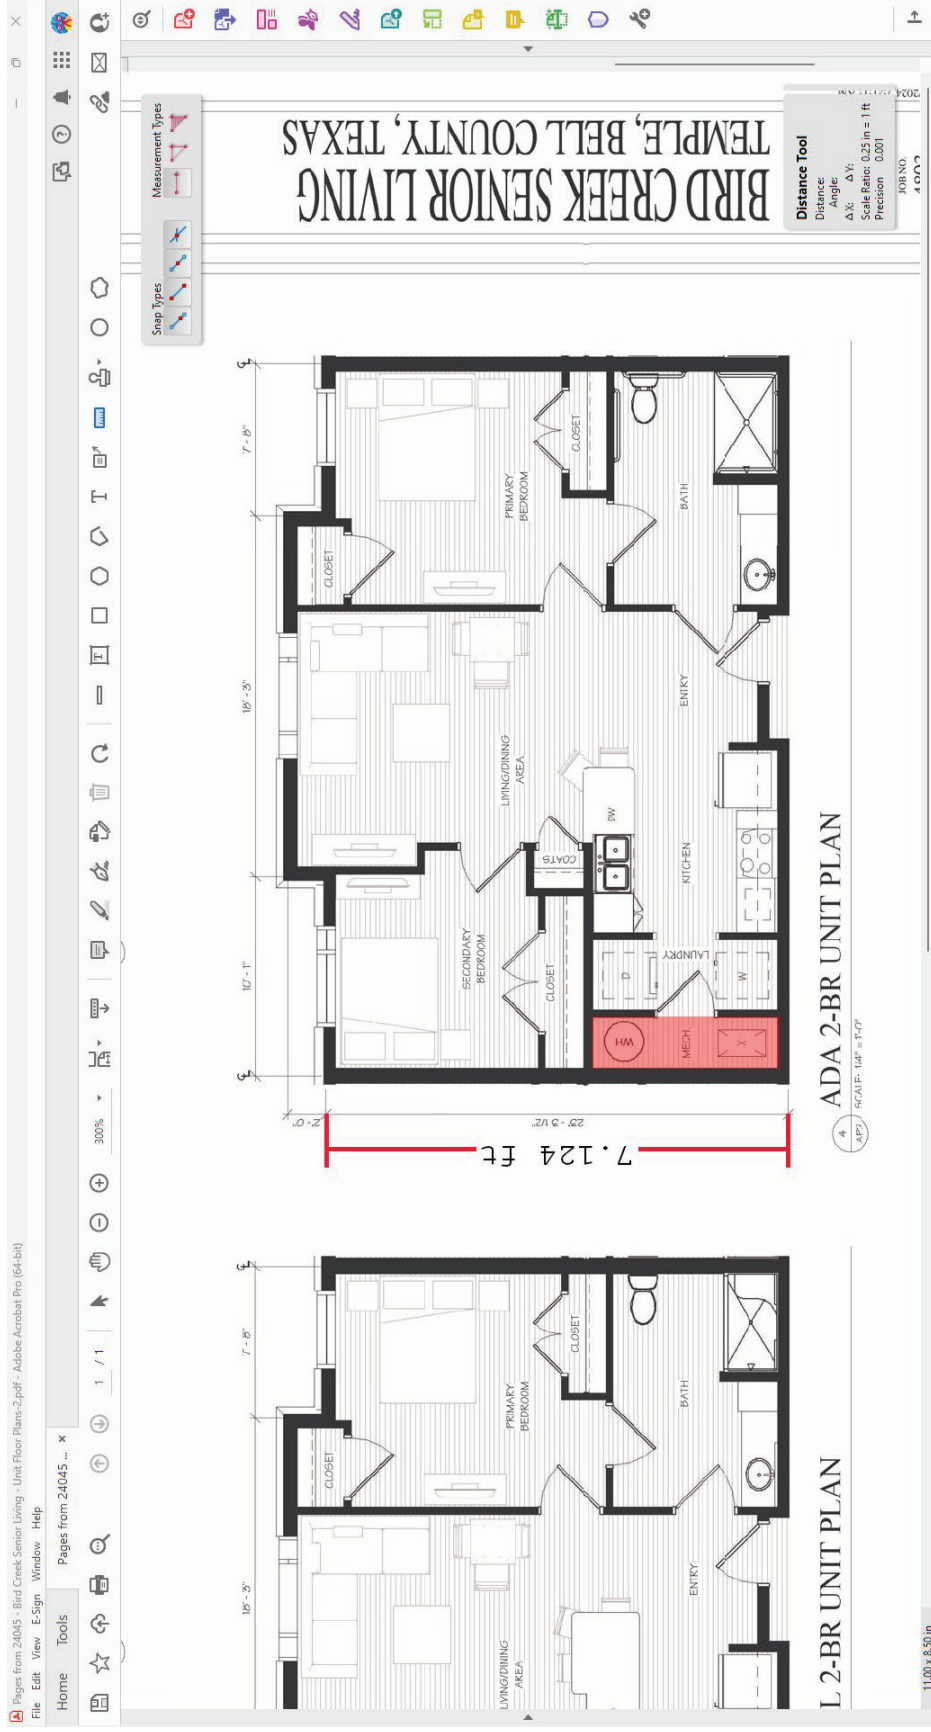 Pages from 24045 - Bird Creek Senior Living - Unit Floor Plans-2.pdf - Adobe Acrobat Pro (64-bit)
File Edit View E-Sign Window Help
Home Tools Pages from 24045 ... ×
1 / 1 300%
Snap Types Measurement Types
BIRD CREEK SENIOR LIVING
TEMPLE, BELL COUNTY, TEXAS
Distance Tool
Distance:
Angle:
Δ X: Δ Y:
Scale Ratio: 0.25 in = 1 ft
Precision 0.001
JOB NO.
18' - 3" 7' - 8" 10' - 1" 18' - 3" 7' - 8"
CLOSET
PRIMARY
BEDROOM
CLOSET
BATH
LIVING/DINING
AREA
ENTRY
L 2-BR UNIT PLAN
2' - 0"
23' - 3 1/2"
7.124 ft
SECONDARY
BEDROOM
CLOSET
COATS
LIVING/DINING
AREA
CLOSET
PRIMARY
BEDROOM
CLOSET
BATH
ENTRY
KITCHEN
DW
LAUNDRY
D
W
WH
MECH.
X
4
ADA 2-BR UNIT PLAN
SCALE: 1/4" = 1'-0"
11.00 x 8.50 in